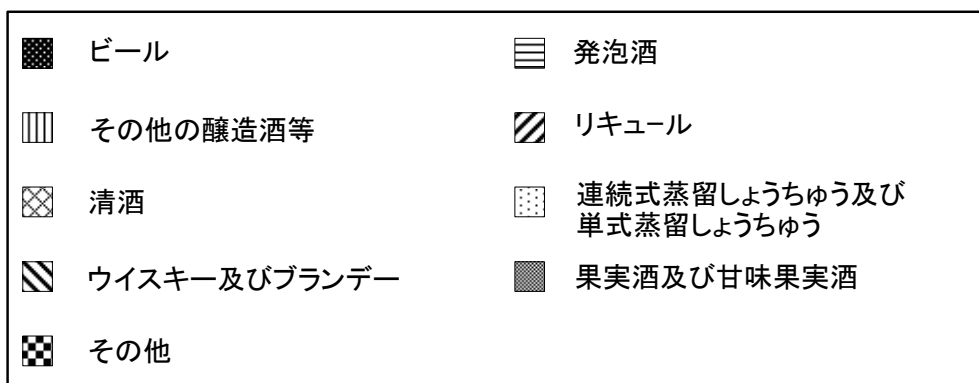 ビール
発泡酒
その他の醸造酒等
リキュール
清酒
連続式蒸留しょうちゅう及び
単式蒸留しょうちゅう
ウイスキー及びブランデー
果実酒及び甘味果実酒
その他